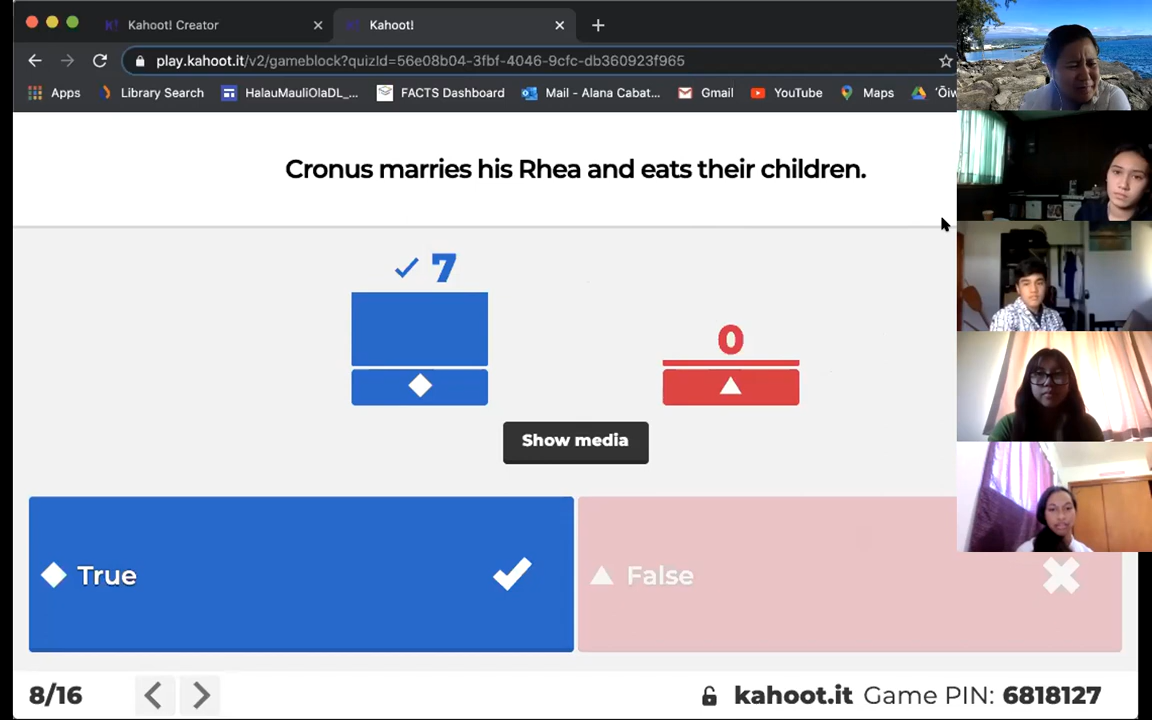 Kahoot! Creator
Kahoot!
play.kahoot.it/v2/gameblock?quizId=56e08b04-3fbf-4046-9cfc-db360923f965
Apps
Library Search
HalauMauliOlaDL_...
FACTS Dashboard
Mail - Alana Cabat...
Gmail
YouTube
Maps
ʻŌiw
Cronus marries his Rhea and eats their children.
7
0
Show media
True
False
8/16
kahoot.it Game PIN: 6818127